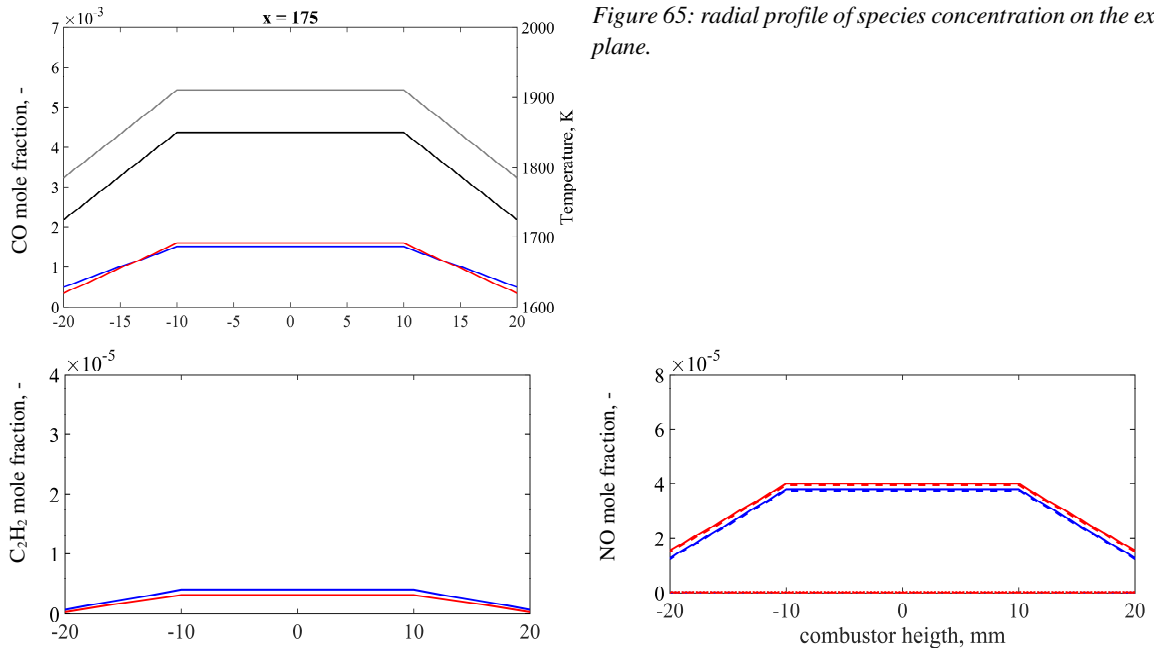 ×10⁻³
x = 175
7
6
5
4
3
2
1
0
CO mole fraction, -
2000
1900
1800
1700
1600
Temperature, K
-20 -15 -10 -5 0 5 10 15 20
Figure 65: radial profile of species concentration on the
plane.
×10⁻⁵
4
3
2
1
0
C₂H₂ mole fraction, -
-20 -10 0 10 20
×10⁻⁵
8
6
4
2
0
NO mole fraction, -
-20 -10 0 10 20
combustor heigth, mm